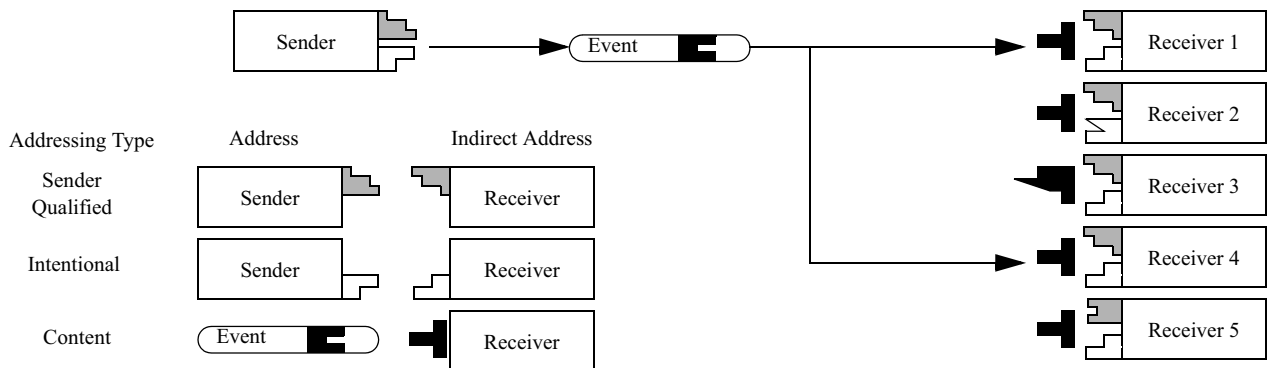 Sender
Event
Receiver 1
Receiver 2
Receiver 3
Receiver 4
Receiver 5
Addressing Type
Address
Indirect Address
Sender
Qualified
Sender
Receiver
Intentional
Sender
Receiver
Content
Event
Receiver